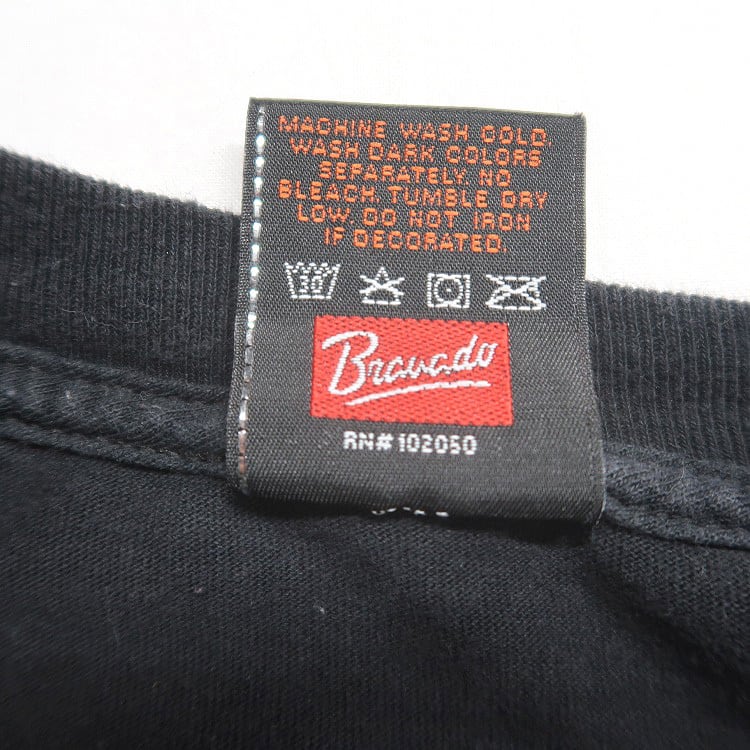 MACHINE WASH COLD.
WASH DARK COLORS
SEPARATELY. NO
BLEACH. TUMBLE DRY
LOW. DO NOT IRON
IF DECORATED.
30
Bravado
RN# 102050